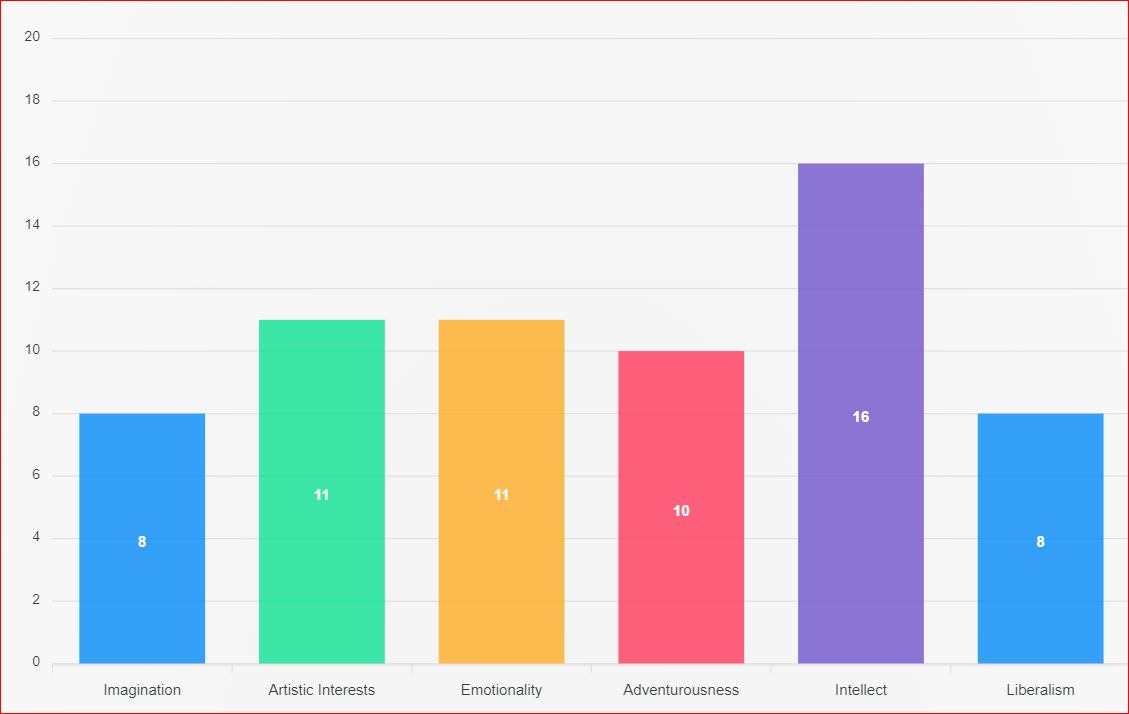 20
18
16
14
12
10
8
6
4
2
0
8
11
11
10
16
8
Imagination
Artistic Interests
Emotionality
Adventurousness
Intellect
Liberalism